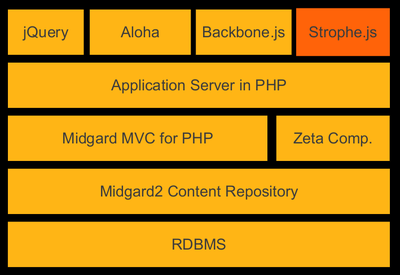 jQuery
Aloha
Backbone.js
Strophe.js
Application Server in PHP
Midgard MVC for PHP
Zeta Comp.
Midgard2 Content Repository
RDBMS